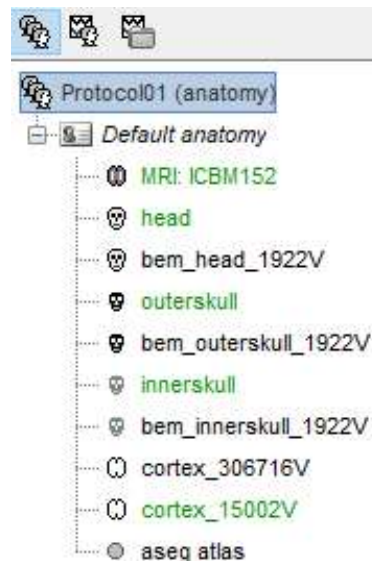 Protocol01 (anatomy)
Default anatomy
MRI: ICBM152
head
bem_head_1922V
outerskull
bem_outerskull_1922V
innerskull
bem_innerskull_1922V
cortex_306716V
cortex_15002V
aseg atlas